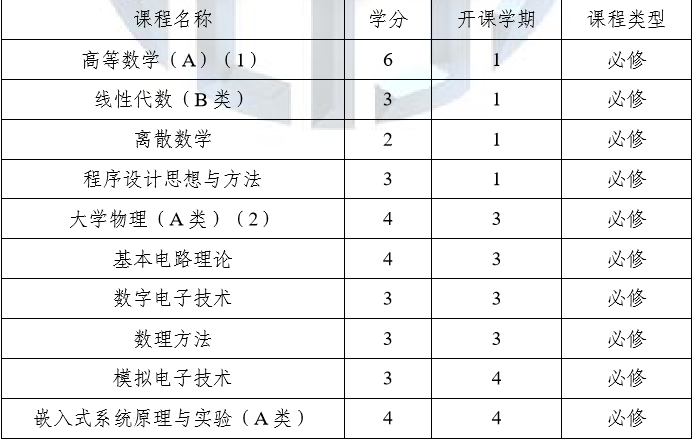 课程名称 学分 开课学期 课程类型
高等数学（A）（1） 6 1 必修
线性代数（B 类） 3 1 必修
离散数学 2 1 必修
程序设计思想与方法 3 1 必修
大学物理（A 类）（2） 4 3 必修
基本电路理论 4 3 必修
数字电子技术 3 3 必修
数理方法 3 3 必修
模拟电子技术 3 4 必修
嵌入式系统原理与实验（A 类） 4 4 必修